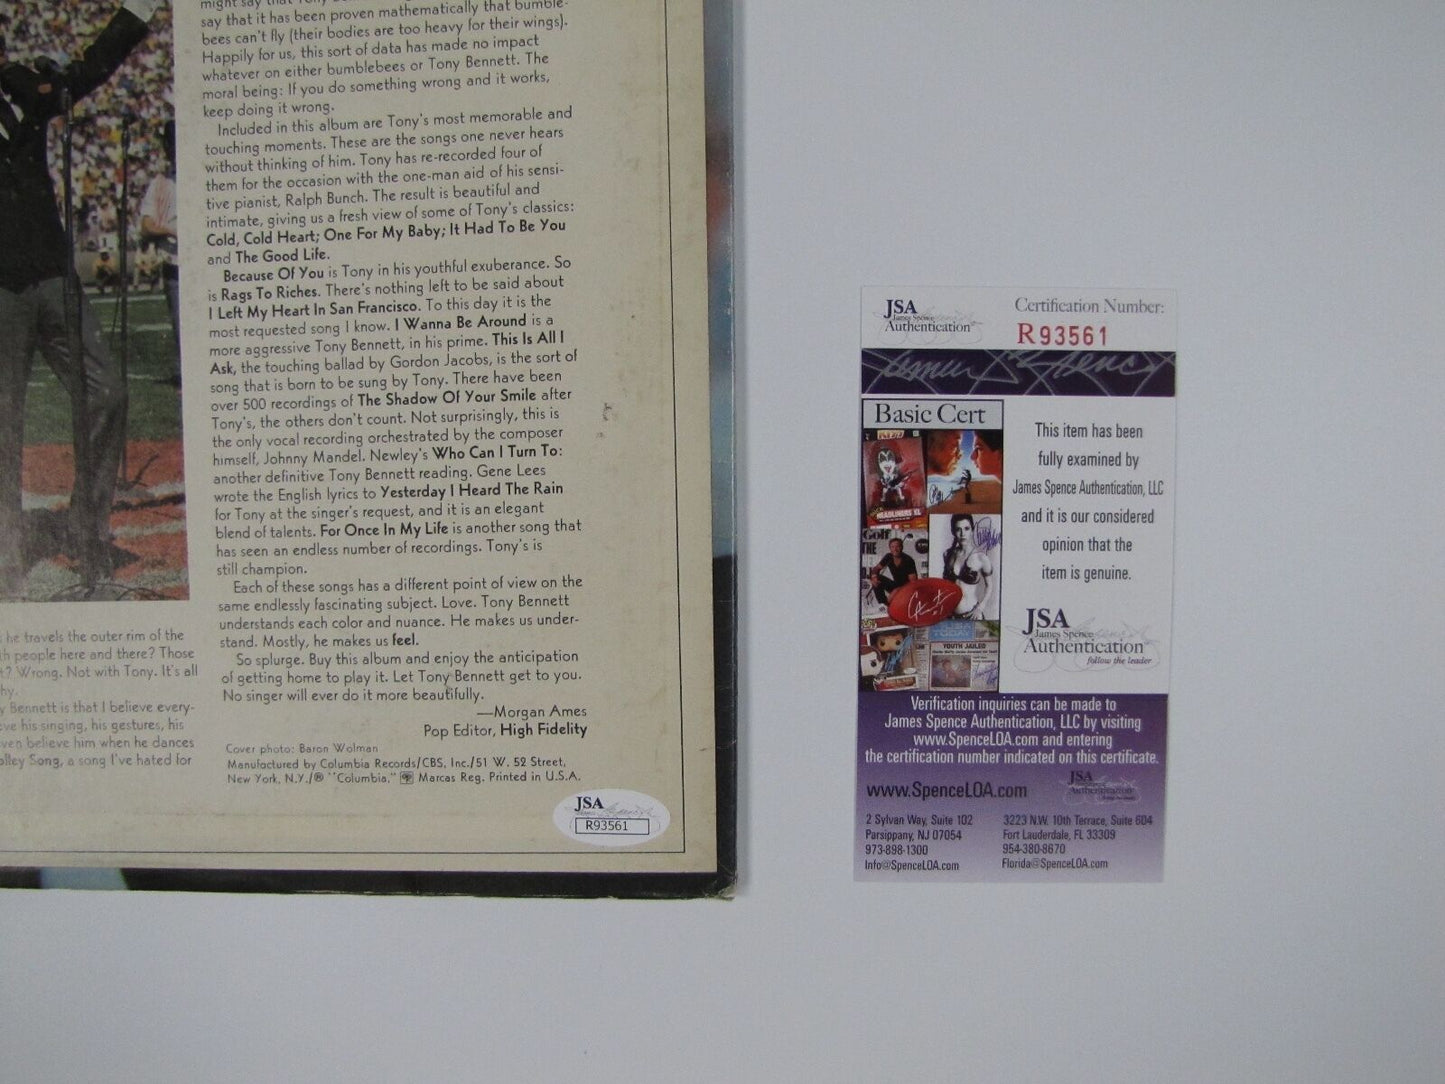 say that it has been proven mathematically that bumble-
bees can't fly (their bodies are too heavy for their wings).
Happily for us, this sort of data has made no impact
whatever on either bumblebees or Tony Bennett. The
moral being: If you do something wrong and it works,
keep doing it wrong.
Included in this album are Tony's most memorable and
touching moments. These are the songs one never hears
without thinking of him. Tony has re-recorded four of
them for the occasion with the one-man aid of his sensi-
tive pianist, Ralph Bunch. The result is beautiful and
intimate, giving us a fresh view of some of Tony's classics:
Cold, Cold Heart; One For My Baby; It Had To Be You
and The Good Life.
Because Of You is Tony in his youthful exuberance. So
is Rags To Riches. There's nothing left to be said about
I Left My Heart In San Francisco. To this day it is the
most requested song I know. I Wanna Be Around is a
more aggressive Tony Bennett, in his prime. This Is All I
Ask, the touching ballad by Gordon Jacobs, is the sort of
song that is born to be sung by Tony. There have been
over 500 recordings of The Shadow Of Your Smile after
Tony's, the others don't count. Not surprisingly, this is
the only vocal recording orchestrated by the composer
himself, Johnny Mandel. Newley's Who Can I Turn To:
another definitive Tony Bennett reading. Gene Lees
wrote the English lyrics to Yesterday I Heard The Rain
for Tony at the singer's request, and it is an elegant
blend of talents. For Once In My Life is another song that
has seen an endless number of recordings. Tony's is
still champion.
Each of these songs has a different point of view on the
same endlessly fascinating subject. Love. Tony Bennett
understands each color and nuance. He makes us under-
stand. Mostly, he makes us feel.
So splurge. Buy this album and enjoy the anticipation
of getting home to play it. Let Tony Bennett get to you.
No singer will ever do it more beautifully.
—Morgan Ames
Pop Editor, High Fidelity
Cover photo: Baron Wolman
Manufactured by Columbia Records/CBS, Inc./51 W. 52 Street,
New York, N.Y./® "Columbia," Marcas Reg. Printed in U.S.A.
he travels the outer rim of the
people here and there? Those
? Wrong. Not with Tony. It's all
Bennett is that I believe every-
his singing, his gestures, his
believe him when he dances
Song, a song I've hated for
JSA
R93561
JSA
James Spence
Authentication
Certification Number:
R93561
Basic Cert
Golf
YOUTH JAILED
This item has been
fully examined by
James Spence Authentication, LLC
and it is our considered
opinion that the
item is genuine.
JSA
James Spence
Authentication
follow the leader
Verification inquiries can be made to
James Spence Authentication, LLC by visiting
www.SpenceLOA.com and entering
the certification number indicated on this certificate.
www.SpenceLOA.com
JSA
Authentication
2 Sylvan Way, Suite 102
Parsippany, NJ 07054
973-898-1300
Info@SpenceLOA.com
3223 N.W. 10th Terrace, Suite 604
Fort Lauderdale, FL 33309
954-380-8670
Florida@SpenceLOA.com